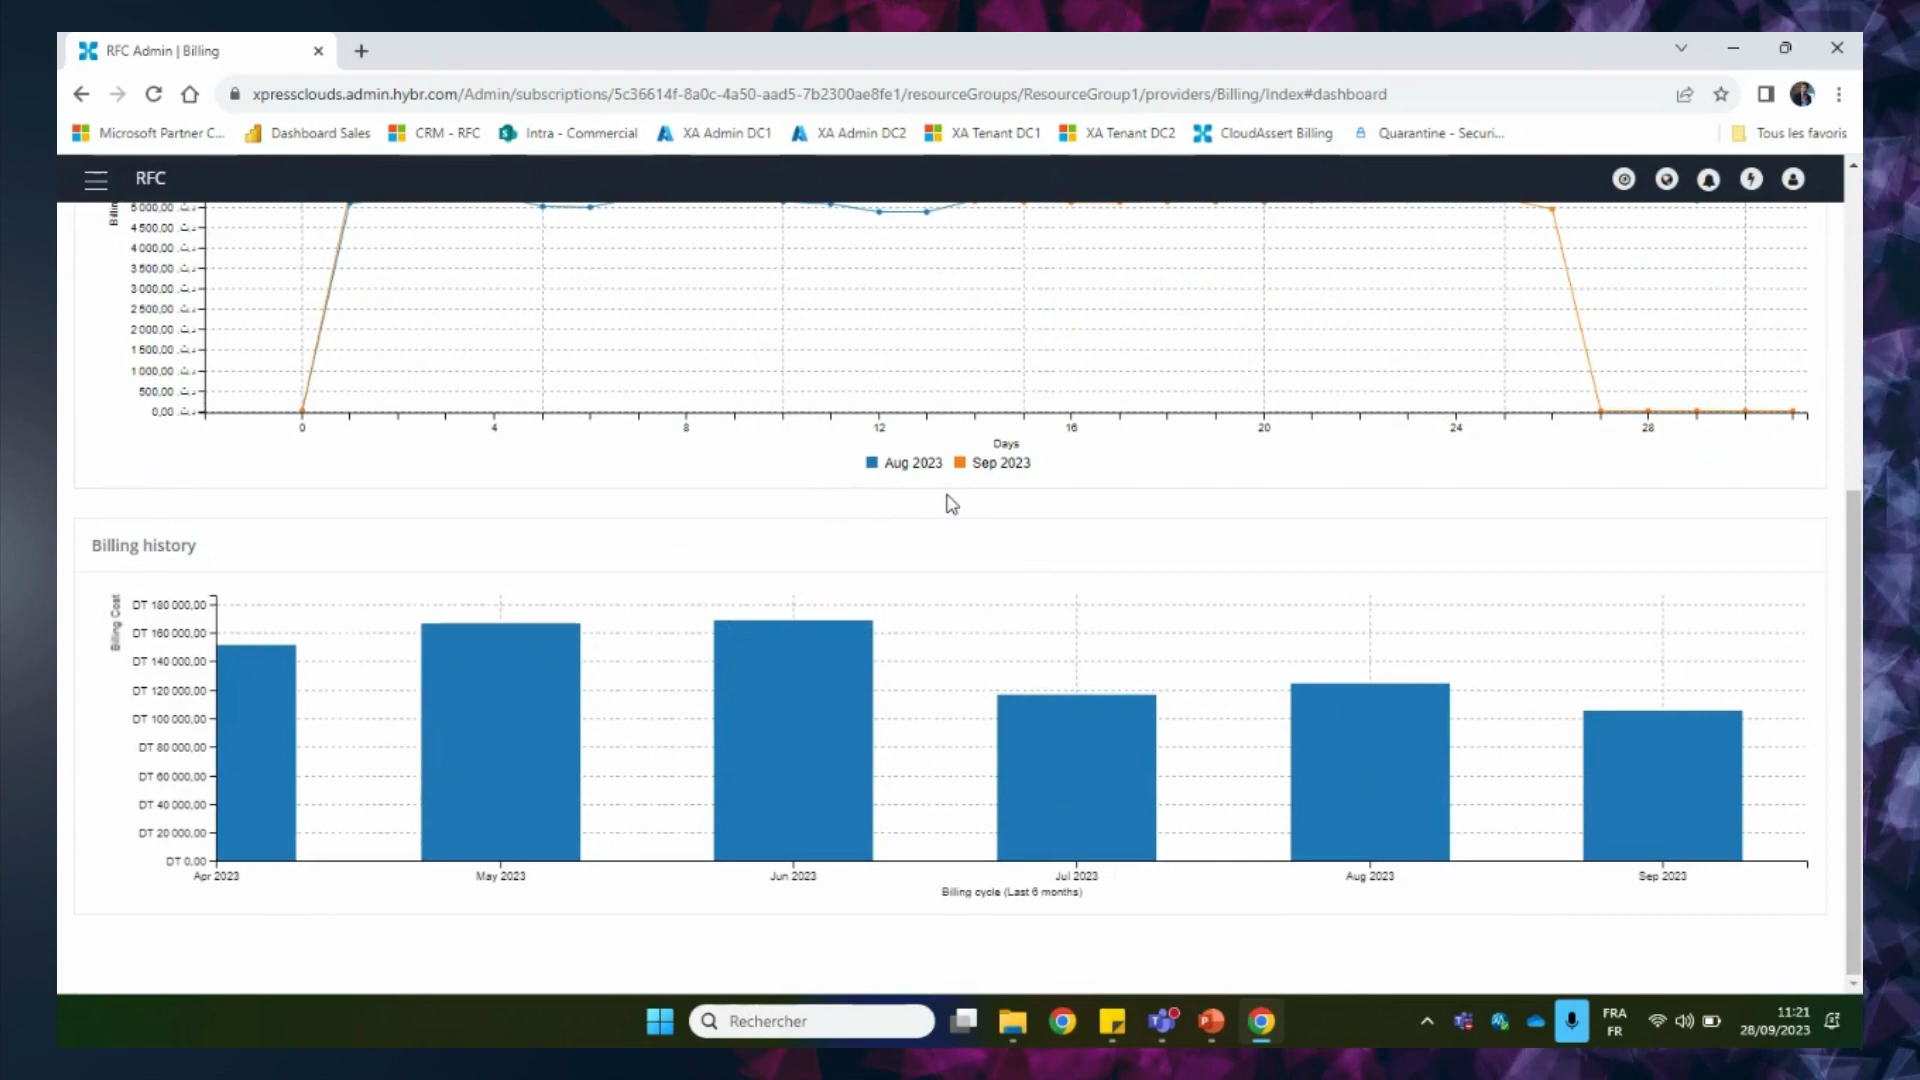 RFC Admin | Billing
xpressclouds.admin.hybr.com/Admin/subscriptions/5c36614f-8a0c-4a50-aad5-7b2300ae8fe1/resourceGroups/ResourceGroup1/providers/Billing/Index#dashboard
Microsoft Partner C... Dashboard Sales CRM - RFC Intra - Commercial XA Admin DC1 XA Admin DC2 XA Tenant DC1 XA Tenant DC2 CloudAssert Billing Quarantine - Securi... Tous les favoris
RFC
5 000,00
4 500,00
4 000,00
3 500,00
3 000,00
2 500,00
2 000,00
1 500,00
1 000,00
500,00
0,00
0 4 8 12 16 20 24 28
Days
Aug 2023 Sep 2023
Billing history
Billing Cost
DT 180 000,00
DT 160 000,00
DT 140 000,00
DT 120 000,00
DT 100 000,00
DT 80 000,00
DT 60 000,00
DT 40 000,00
DT 20 000,00
DT 0,00
Apr 2023 May 2023 Jun 2023 Jul 2023 Aug 2023 Sep 2023
Billing cycle (Last 6 months)
Rechercher
FRA
FR
11:21
28/09/2023